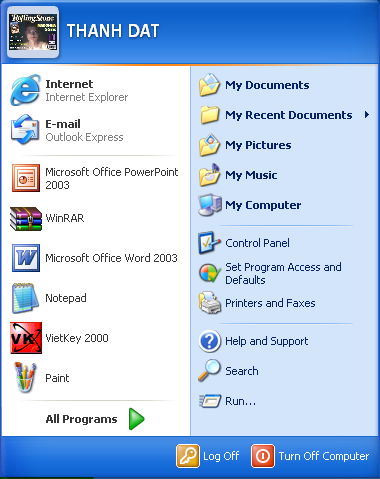 RollingStone
THANH DAT
Internet
Internet Explorer
E-mail
Outlook Express
Microsoft Office PowerPoint
2003
WinRAR
Microsoft Office Word 2003
Notepad
VK
VietKey 2000
Paint
All Programs
My Documents
My Recent Documents
My Pictures
My Music
My Computer
Control Panel
Set Program Access and
Defaults
Printers and Faxes
Help and Support
Search
Run...
Log Off
Turn Off Computer